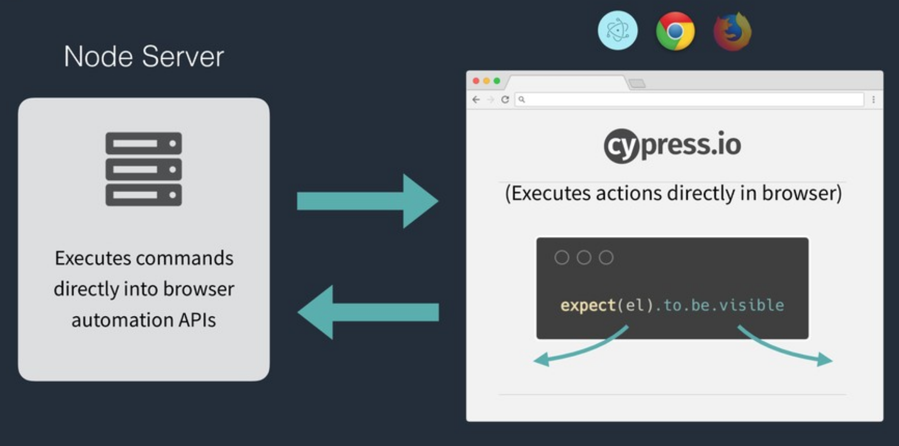 Node Server
Executes commands
directly into browser
automation APIs
cypress.io
(Executes actions directly in browser)
expect(el).to.be.visible